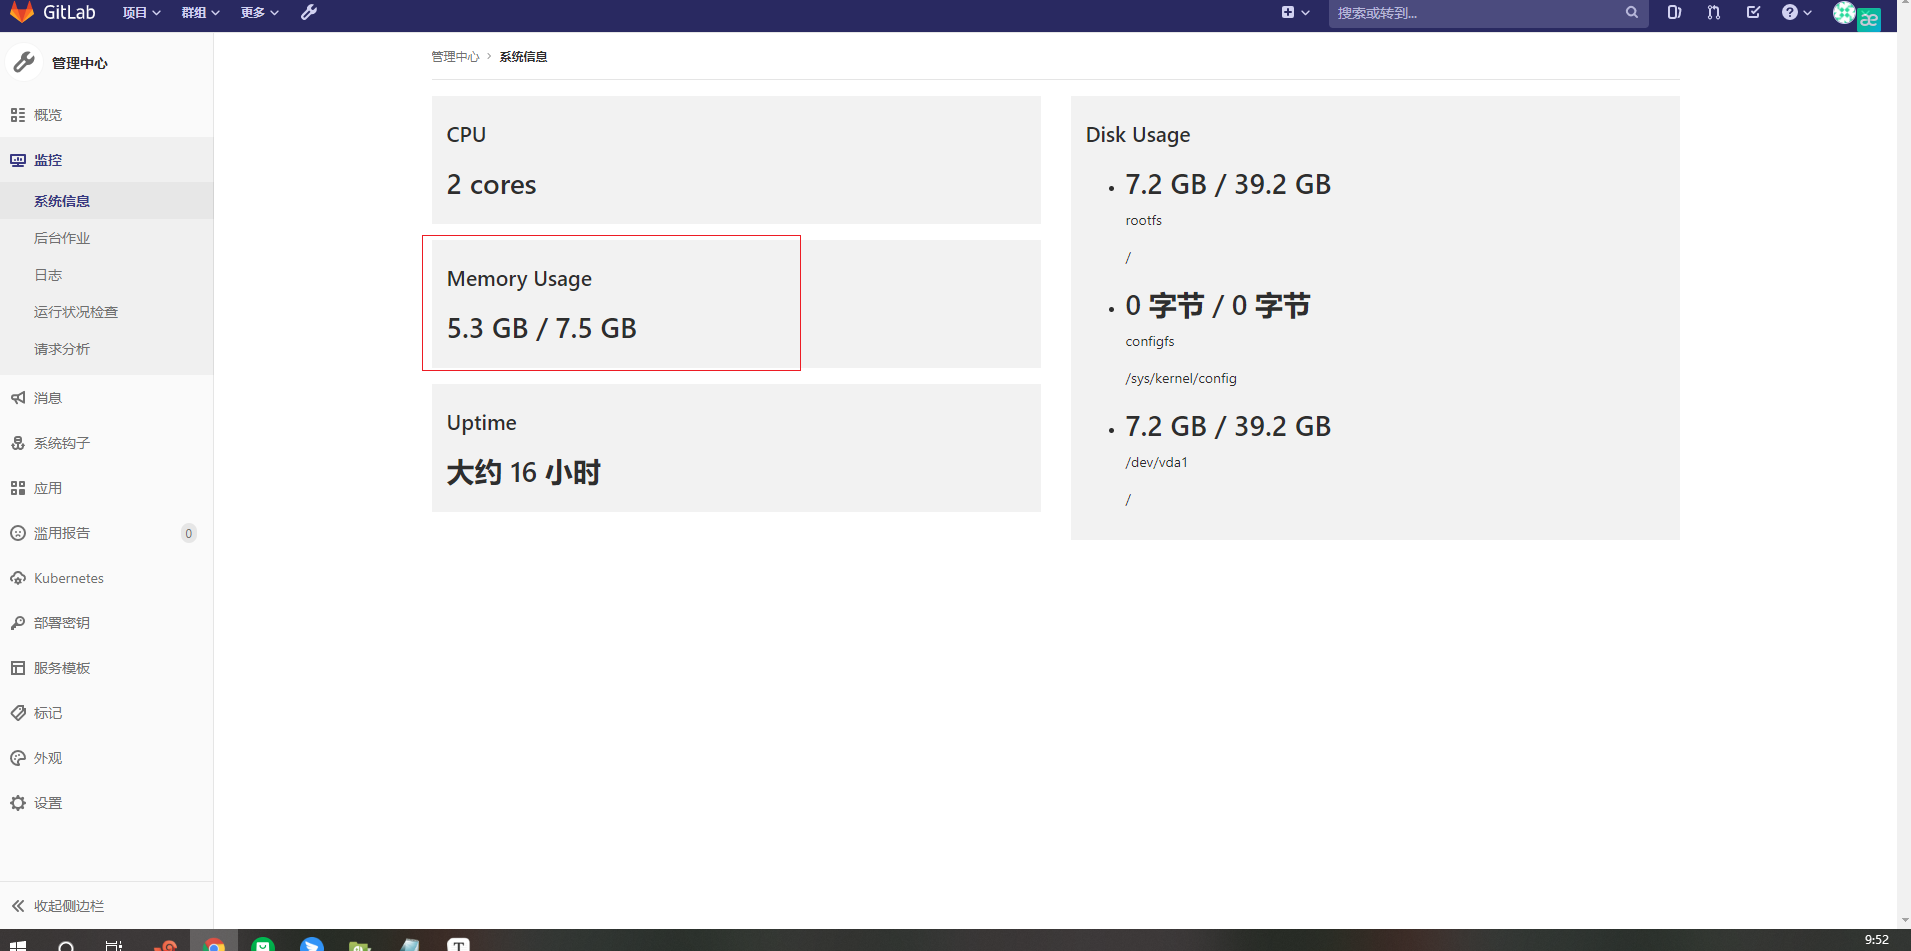 GitLab 项目 群组 更多 搜索或转到...
管理中心
概览
监控
系统信息
后台作业
日志
运行状况检查
请求分析
消息
系统钩子
应用
滥用报告 0
Kubernetes
部署密钥
服务模板
标记
外观
设置
收起侧边栏
管理中心 > 系统信息
CPU
2 cores
Memory Usage
5.3 GB / 7.5 GB
Uptime
大约 16 小时
Disk Usage
7.2 GB / 39.2 GB
rootfs
/
0 字节 / 0 字节
configfs
/sys/kernel/config
7.2 GB / 39.2 GB
/dev/vda1
/
9:52